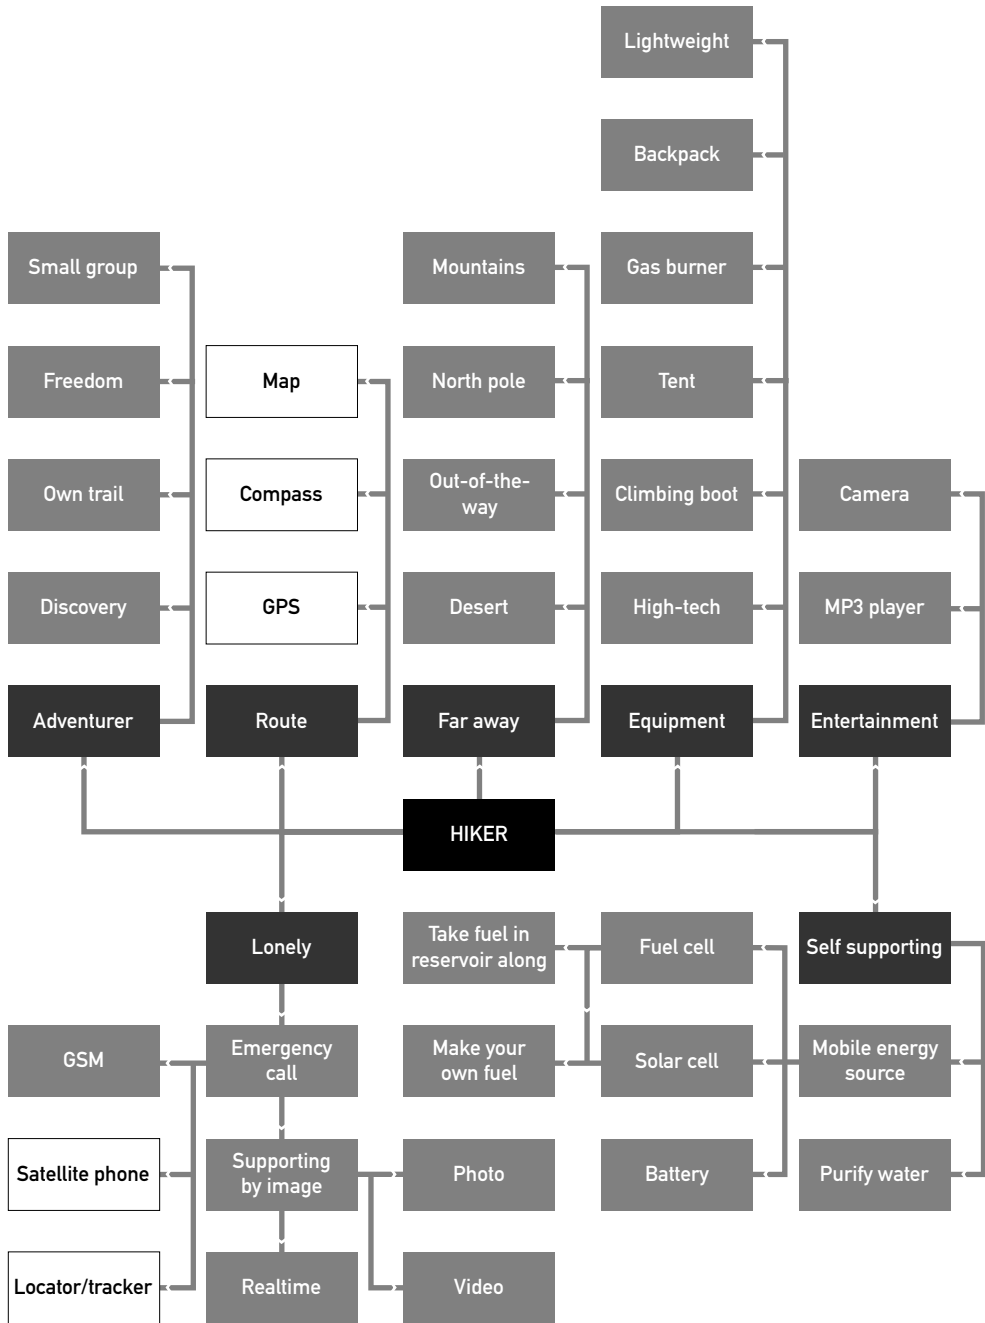 Lightweight
Backpack
Small group
Mountains
Gas burner
Freedom
Map
North pole
Tent
Own trail
Compass
Out-of-the-
way
Climbing boot
Camera
Discovery
GPS
Desert
High-tech
MP3 player
Adventurer
Route
Far away
Equipment
Entertainment
HIKER
Lonely
Take fuel in
reservoir along
Fuel cell
Self supporting
GSM
Emergency
call
Make your
own fuel
Solar cell
Mobile energy
source
Satellite phone
Supporting
by image
Photo
Battery
Purify water
Locator/tracker
Realtime
Video